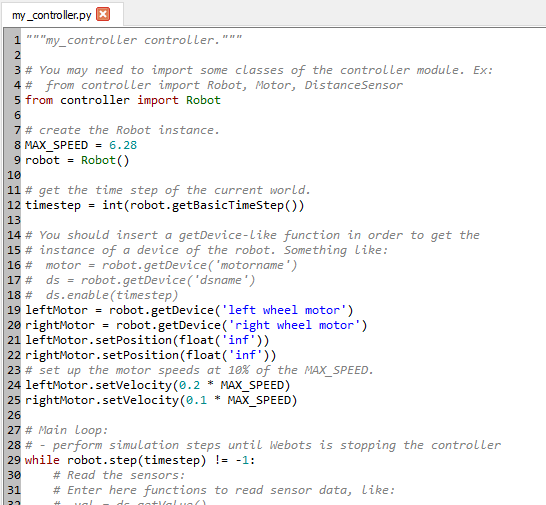 my_controller.py
1 """my_controller controller."""
2
3 # You may need to import some classes of the controller module. Ex:
4 #  from controller import Robot, Motor, DistanceSensor
5 from controller import Robot
6
7 # create the Robot instance.
8 MAX_SPEED = 6.28
9 robot = Robot()
10
11 # get the time step of the current world.
12 timestep = int(robot.getBasicTimeStep())
13
14 # You should insert a getDevice-like function in order to get the
15 # instance of a device of the robot. Something like:
16 #  motor = robot.getDevice('motorname')
17 #  ds = robot.getDevice('dsname')
18 #  ds.enable(timestep)
19 leftMotor = robot.getDevice('left wheel motor')
20 rightMotor = robot.getDevice('right wheel motor')
21 leftMotor.setPosition(float('inf'))
22 rightMotor.setPosition(float('inf'))
23 # set up the motor speeds at 10% of the MAX_SPEED.
24 leftMotor.setVelocity(0.2 * MAX_SPEED)
25 rightMotor.setVelocity(0.1 * MAX_SPEED)
26
27 # Main loop:
28 # - perform simulation steps until Webots is stopping the controller
29 while robot.step(timestep) != -1:
30     # Read the sensors:
31     # Enter here functions to read sensor data, like:
32     #  val = ds.getValue()